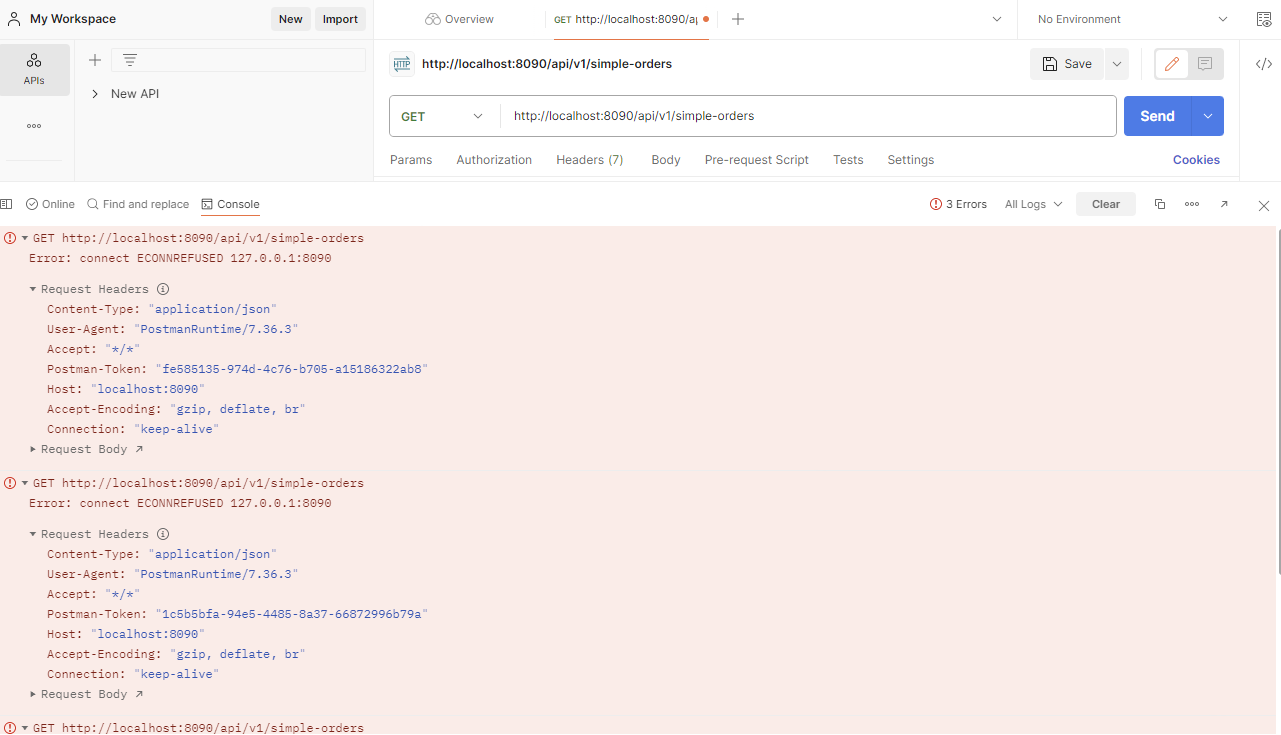 My Workspace New Import Overview GET http://localhost:8090/a No Environment
APIs
New API
HTTP http://localhost:8090/api/v1/simple-orders Save
GET http://localhost:8090/api/v1/simple-orders Send
Params Authorization Headers (7) Body Pre-request Script Tests Settings Cookies
Online Find and replace Console 3 Errors All Logs Clear
GET http://localhost:8090/api/v1/simple-orders
Error: connect ECONNREFUSED 127.0.0.1:8090
Request Headers
Content-Type: "application/json"
User-Agent: "PostmanRuntime/7.36.3"
Accept: "*/*"
Postman-Token: "fe585135-974d-4c76-b705-a15186322ab8"
Host: "localhost:8090"
Accept-Encoding: "gzip, deflate, br"
Connection: "keep-alive"
Request Body
GET http://localhost:8090/api/v1/simple-orders
Error: connect ECONNREFUSED 127.0.0.1:8090
Request Headers
Content-Type: "application/json"
User-Agent: "PostmanRuntime/7.36.3"
Accept: "*/*"
Postman-Token: "1c5b5bfa-94e5-4485-8a37-66872996b79a"
Host: "localhost:8090"
Accept-Encoding: "gzip, deflate, br"
Connection: "keep-alive"
Request Body
GET http://localhost:8090/api/v1/simple-orders